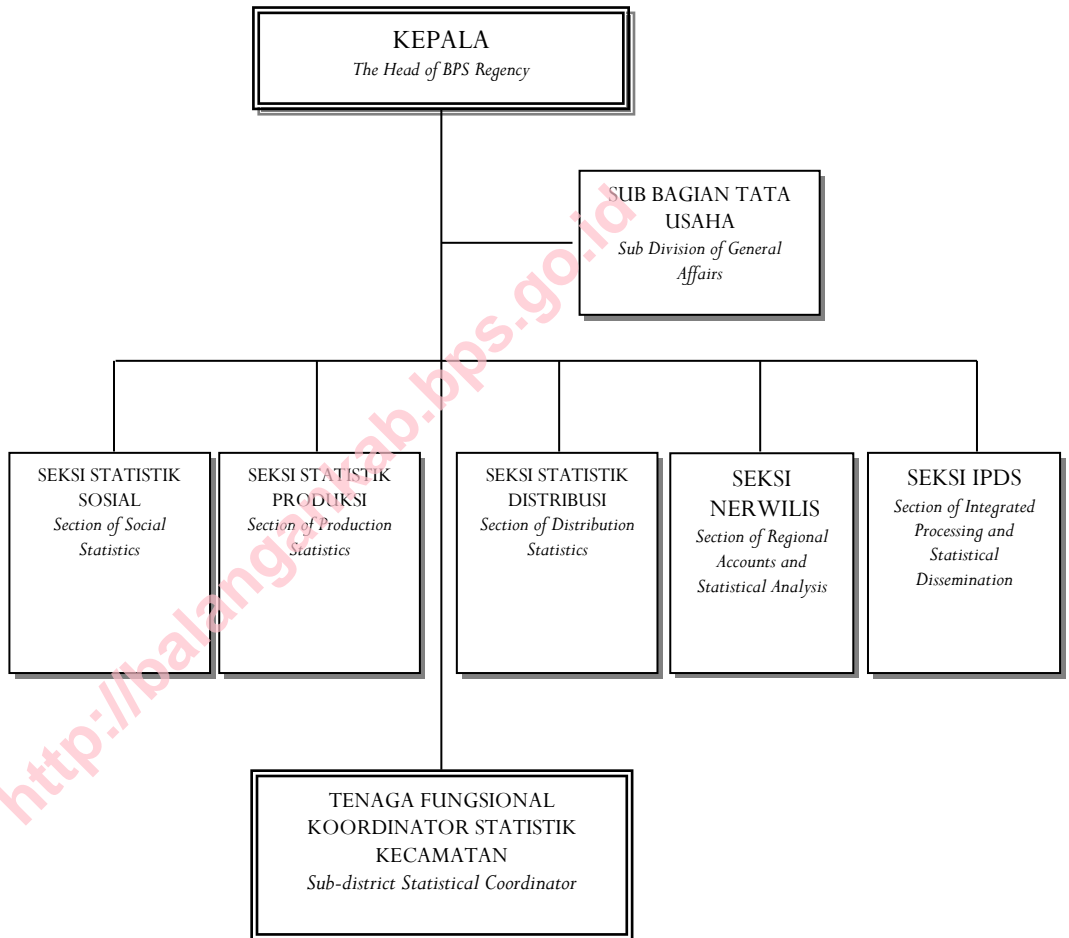 KEPALA
The Head of BPS Regency
SUB BAGIAN TATA
USAHA
Sub Division of General
Affairs
SEKSI STATISTIK
SOSIAL
Section of Social
Statistics
SEKSI STATISTIK
PRODUKSI
Section of Production
Statistics
SEKSI STATISTIK
DISTRIBUSI
Section of Distribution
Statistics
SEKSI
NERWILIS
Section of Regional
Accounts and
Statistical Analysis
SEKSI IPDS
Section of Integrated
Processing and
Statistical
Dissemination
TENAGA FUNGSIONAL
KOORDINATOR STATISTIK
KECAMATAN
Sub-district Statistical Coordinator
http://balangankab.bps.go.id